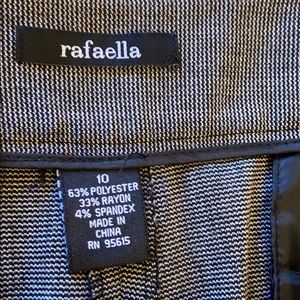 rafaella
10
63% POLYESTER
33% RAYON
4% SPANDEX
MADE IN
CHINA
RN 95615